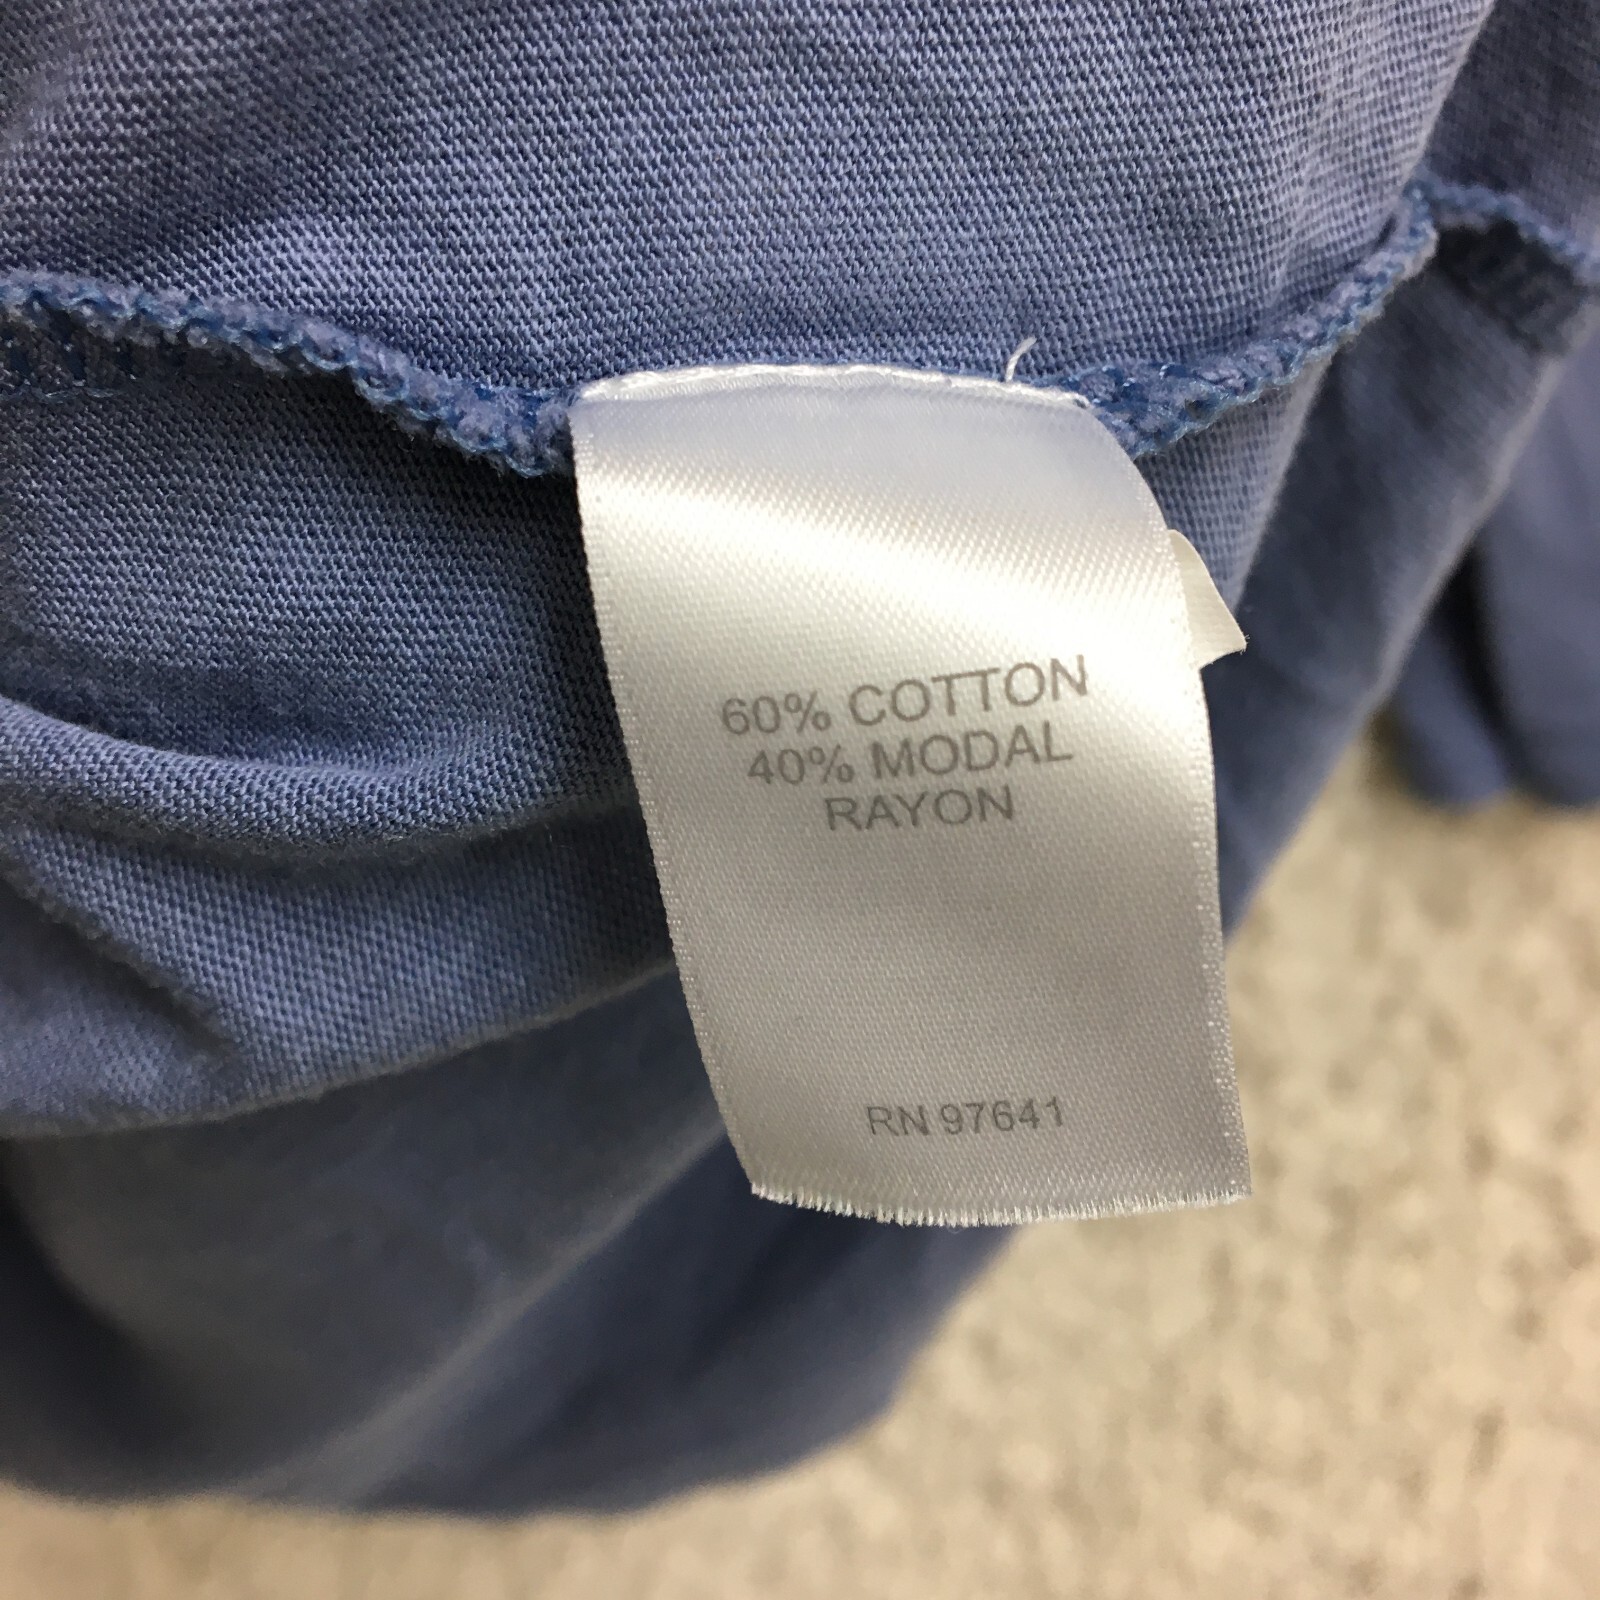 60% COTTON
40% MODAL
RAYON
RN 97641